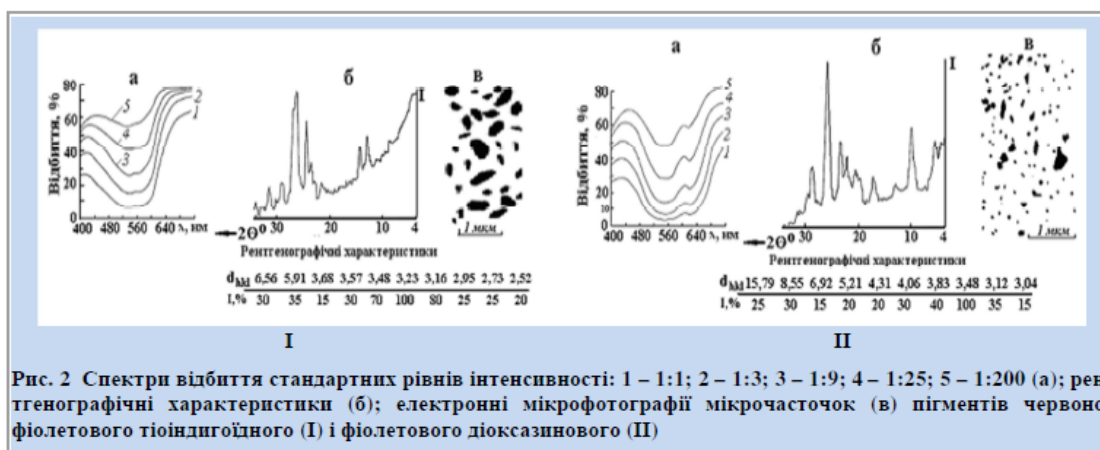 а б в а б в
80
60
40
20
0
Відбиття, %
5
4
3
2
1
400 480 560 640 λ, нм
I
30 20 4
2Θ°
1 мкм
Рентгенографічні характеристики
dhkl 6,56 5,91 3,68 3,57 3,48 3,23 3,16 2,95 2,73 2,52
I,% 30 35 15 30 70 100 80 25 25 20
I
80
60
40
20
10
0
Відбиття, %
5
4
3
2
1
400 480 560 640 λ, нм
I
30 10 4
2Θ°
1 мкм
Рентгенографічні характеристики
dhkl 15,79 8,55 6,92 5,21 4,31 4,06 3,83 3,48 3,12 3,04
I,% 25 30 15 20 20 30 40 100 35 15
II
Рис. 2 Спектри відбиття стандартних рівнів інтенсивності: 1 – 1:1; 2 – 1:3; 3 – 1:9; 4 – 1:25; 5 – 1:200 (а); рев
тгенографічні характеристики (б); електронні мікрофотографії мікрочасточок (в) пігментів червоно
фіолетового тіоіндигоїдного (I) і фіолетового діоксазинового (II)